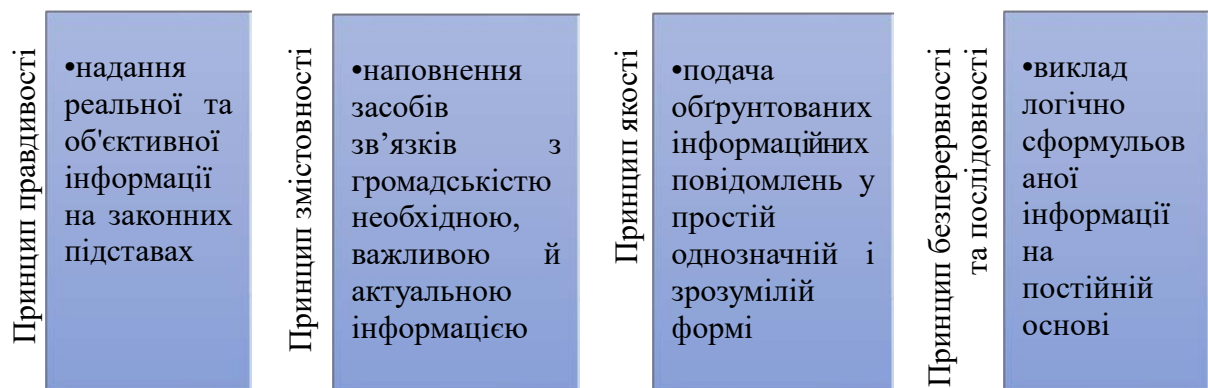 Принцип правдивості
•надання
реальної та
об'єктивної
інформації
на законних
підставах
Принцип змістовності
•наповнення
засобів
зв’язків з
громадськістю
необхідною,
важливою й
актуальною
інформацією
Принцип якості
•подача
обґрунтованих
інформаційних
повідомлень у
простій
однозначній і
зрозумілій
формі
Принцип безперервності
та послідовності
•виклад
логічно
сформульов
аної
інформації
на
постійній
основі